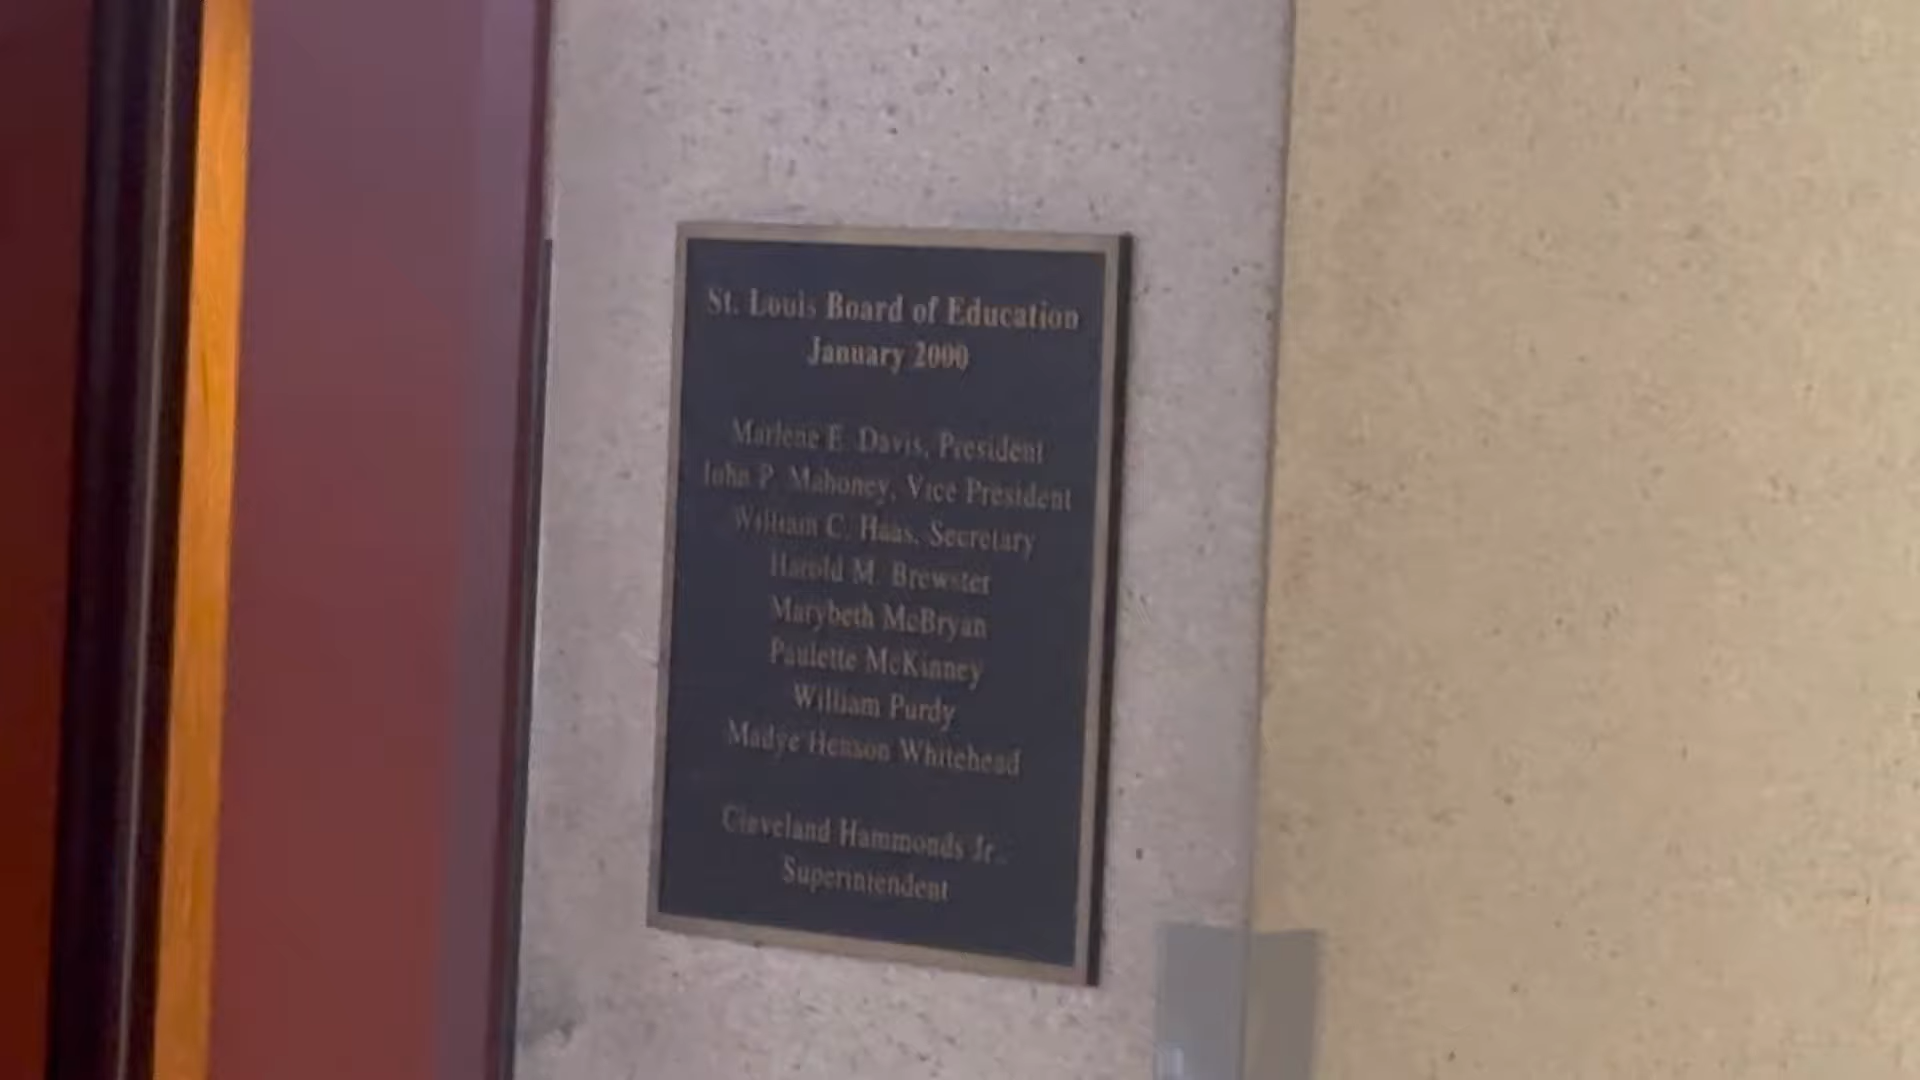 St. Louis Board of Education
January 2000
Marlene E. Davis, President
John P. Mahoney, Vice President
William C. Haas, Secretary
Harold M. Brewster
Marybeth McBryan
Paulette McKinney
William Purdy
Madye Henson Whitehead
Cleveland Hammonds Jr.
Superintendent